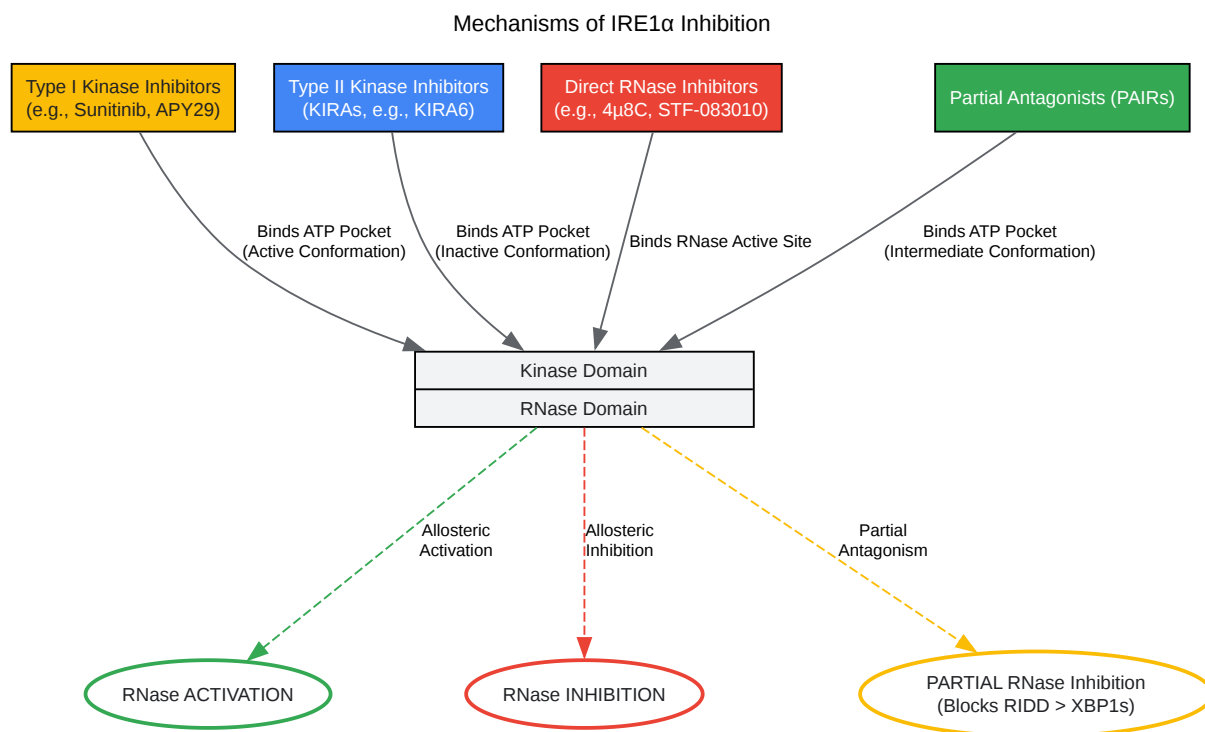 Mechanisms of IRE1α Inhibition
Type I Kinase Inhibitors
(e.g., Sunitinib, APY29)
Type II Kinase Inhibitors
(KIRAs, e.g., KIRA6)
Direct RNase Inhibitors
(e.g., 4µ8C, STF-083010)
Partial Antagonists (PAIRs)
Binds ATP Pocket
(Active Conformation)
Binds ATP Pocket
(Inactive Conformation)
Binds RNase Active Site
Binds ATP Pocket
(Intermediate Conformation)
Kinase Domain
RNase Domain
Allosteric
Activation
Allosteric
Inhibition
Partial
Antagonism
RNase ACTIVATION
RNase INHIBITION
PARTIAL RNase Inhibition
(Blocks RIDD > XBP1s)